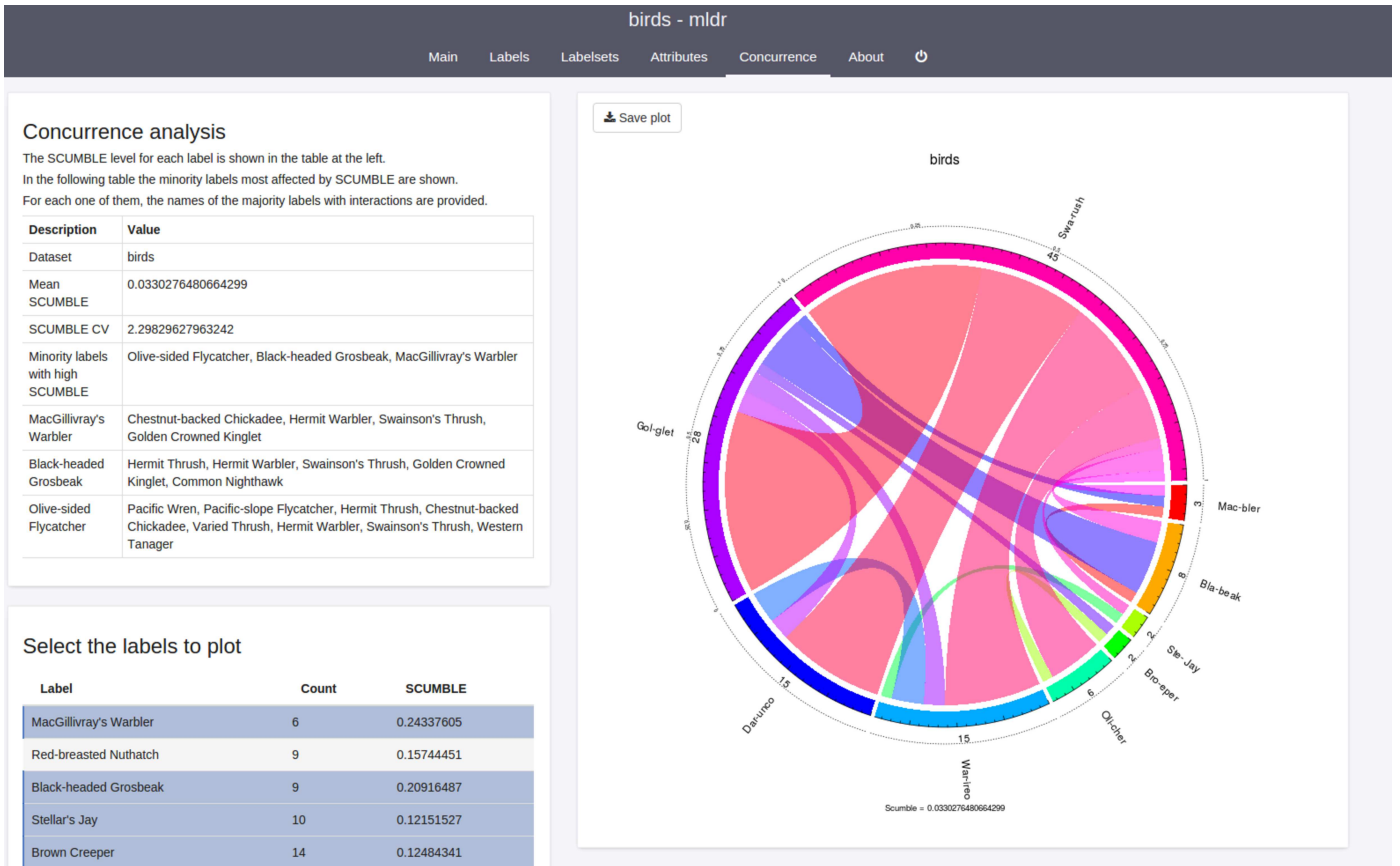 birds - mldr
Main Labels Labelsets Attributes Concurrence About
Concurrence analysis
The SCUMBLE level for each label is shown in the table at the left.
In the following table the minority labels most affected by SCUMBLE are shown.
For each one of them, the names of the majority labels with interactions are provided.
Description Value
Dataset birds
Mean 0.0330276480664299
SCUMBLE
SCUMBLE CV 2.29829627963242
Minority labels Olive-sided Flycatcher, Black-headed Grosbeak, MacGillivray's Warbler
with high
SCUMBLE
MacGillivray's Chestnut-backed Chickadee, Hermit Warbler, Swainson's Thrush,
Warbler Golden Crowned Kinglet
Black-headed Hermit Thrush, Hermit Warbler, Swainson's Thrush, Golden Crowned
Grosbeak Kinglet, Common Nighthawk
Olive-sided Pacific Wren, Pacific-slope Flycatcher, Hermit Thrush, Chestnut-backed
Flycatcher Chickadee, Varied Thrush, Hermit Warbler, Swainson's Thrush, Western
Tanager
Select the labels to plot
Label Count SCUMBLE
MacGillivray's Warbler 6 0.24337605
Red-breasted Nuthatch 9 0.15744451
Black-headed Grosbeak 9 0.20916487
Stellar's Jay 10 0.12151527
Brown Creeper 14 0.12484341
Save plot
birds
Swa-rush
45
Gol-glet
28
Mac-bler
3
Bla-beak
8
Ste-Jay
2
Bro-eper
2
Oli-cher
6
War-ireo
15
Dar-unco
15
Scumble = 0.0330276480664299